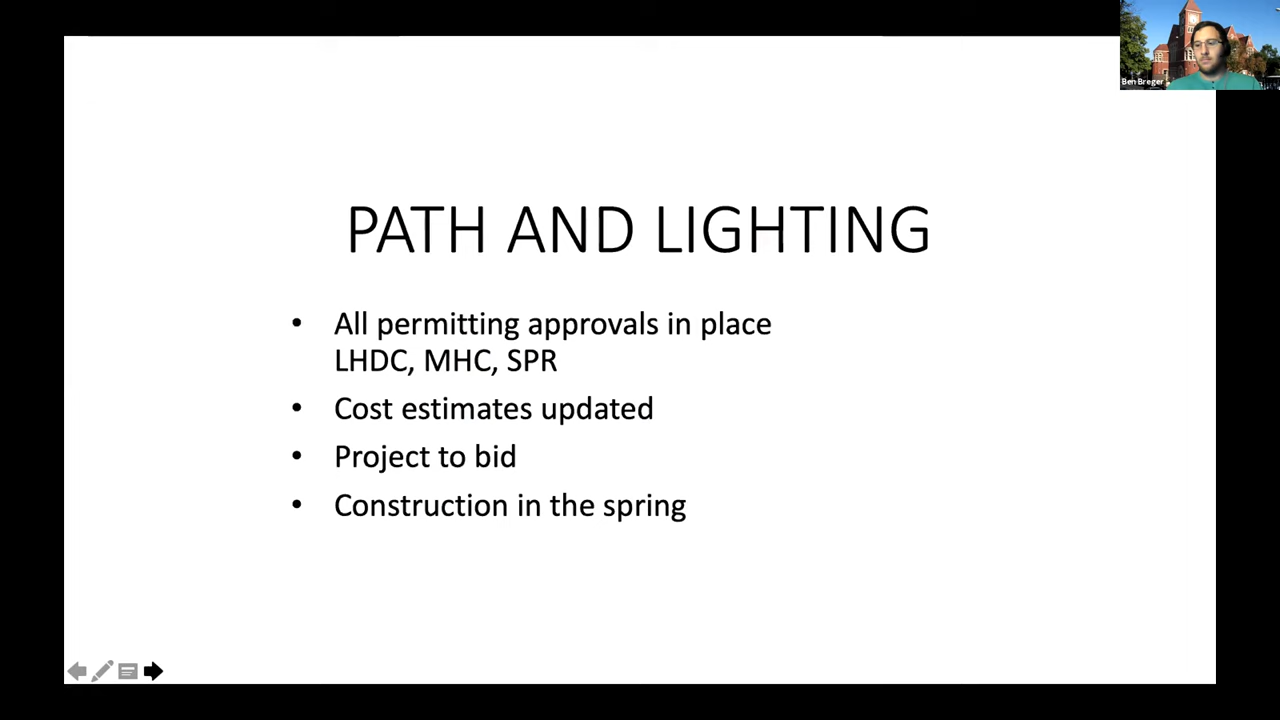 Ben Breger
PATH AND LIGHTING
• All permitting approvals in place
LHDC, MHC, SPR
• Cost estimates updated
• Project to bid
• Construction in the spring